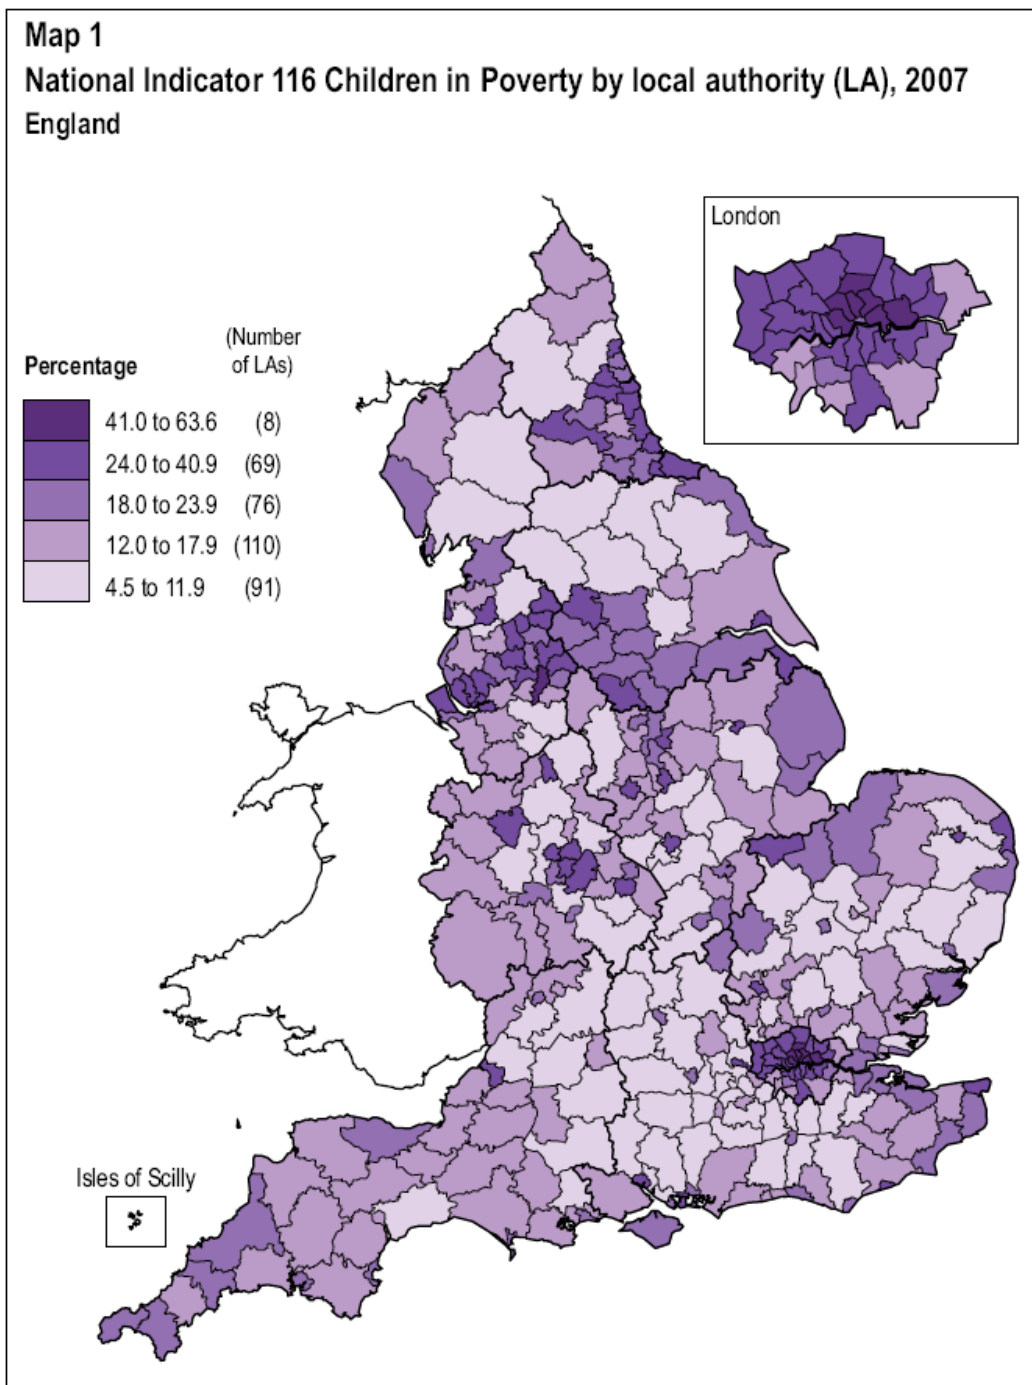 Map 1
National Indicator 116 Children in Poverty by local authority (LA), 2007
England
London
Percentage
(Number
of LAs)
41.0 to 63.6 (8)
24.0 to 40.9 (69)
18.0 to 23.9 (76)
12.0 to 17.9 (110)
4.5 to 11.9 (91)
Isles of Scilly